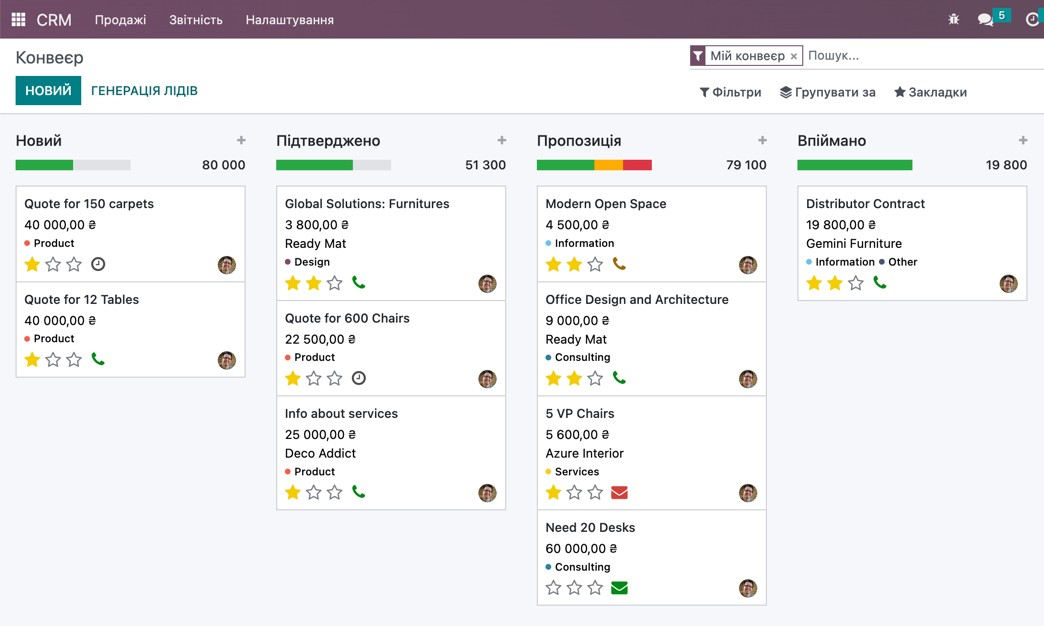 CRM Продажі Звітність Налаштування 5
Конвеєр
Мій конвеєр × Пошук...
НОВИЙ ГЕНЕРАЦІЯ ЛІДІВ
Фільтри Групувати за Закладки
Новий +
80 000
Quote for 150 carpets
40 000,00 ₴
Product
Quote for 12 Tables
40 000,00 ₴
Product
Підтверджено +
51 300
Global Solutions: Furnitures
3 800,00 ₴
Ready Mat
Design
Quote for 600 Chairs
22 500,00 ₴
Product
Info about services
25 000,00 ₴
Deco Addict
Product
Пропозиція +
79 100
Modern Open Space
4 500,00 ₴
Information
Office Design and Architecture
9 000,00 ₴
Ready Mat
Consulting
5 VP Chairs
5 600,00 ₴
Azure Interior
Services
Need 20 Desks
60 000,00 ₴
Consulting
Впіймано +
19 800
Distributor Contract
19 800,00 ₴
Gemini Furniture
Information Other